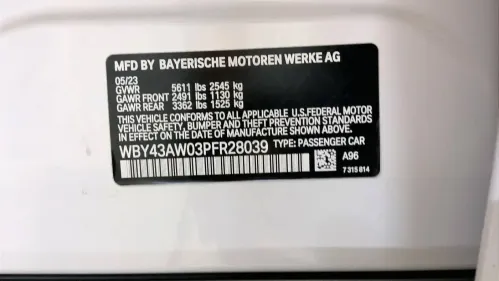 MFD BY BAYERISCHE MOTOREN WERKE AG
05/23
GVWR 5611 lbs 2545 kg
GAWR FRONT 2491 lbs 1130 kg
GAWR REAR 3362 lbs 1525 kg
THIS VEHICLE CONFORMS TO ALL APPLICABLE U.S.FEDERAL MOTOR
VEHICLE SAFETY, BUMPER, AND THEFT PREVENTION STANDARDS
IN EFFECT ON THE DATE OF MANUFACTURE SHOWN ABOVE.
WBY43AW03PFR28039 TYPE: PASSENGER CAR
A96
7 315 814